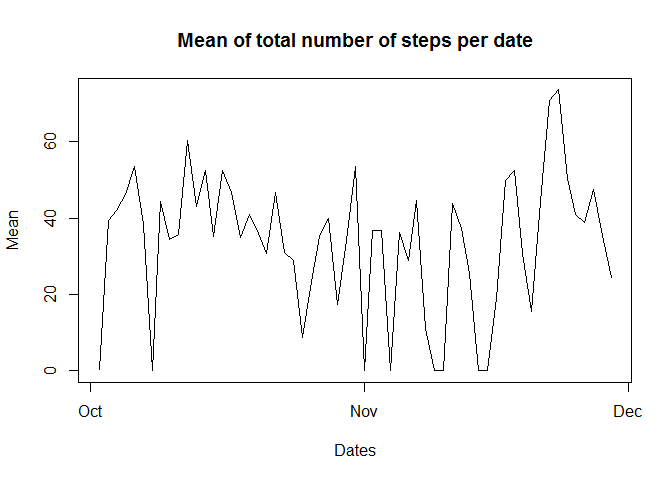 Mean of total number of steps per date
60
40
20
0
Mean
Oct Nov Dec
Dates